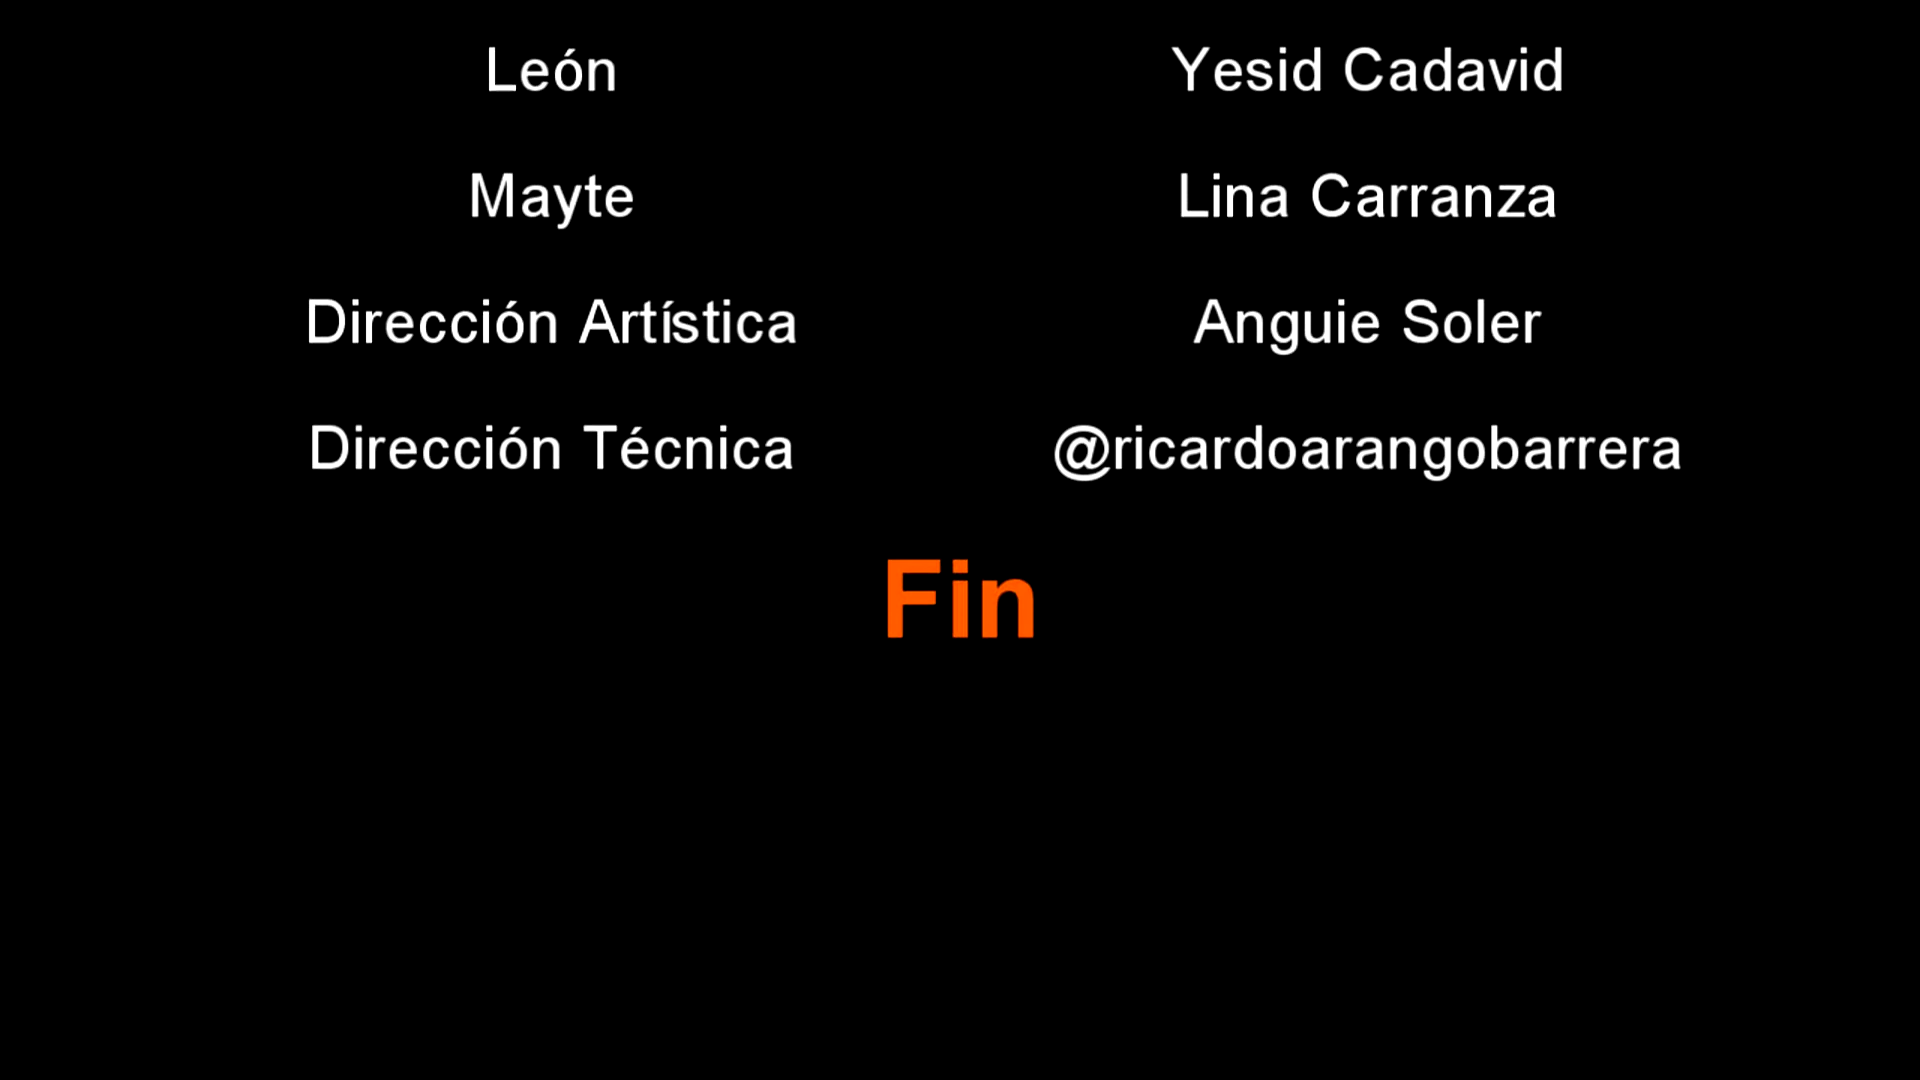 León Yesid Cadavid
Mayte Lina Carranza
Dirección Artística Anguie Soler
Dirección Técnica @ricardoarangobarrera
Fin